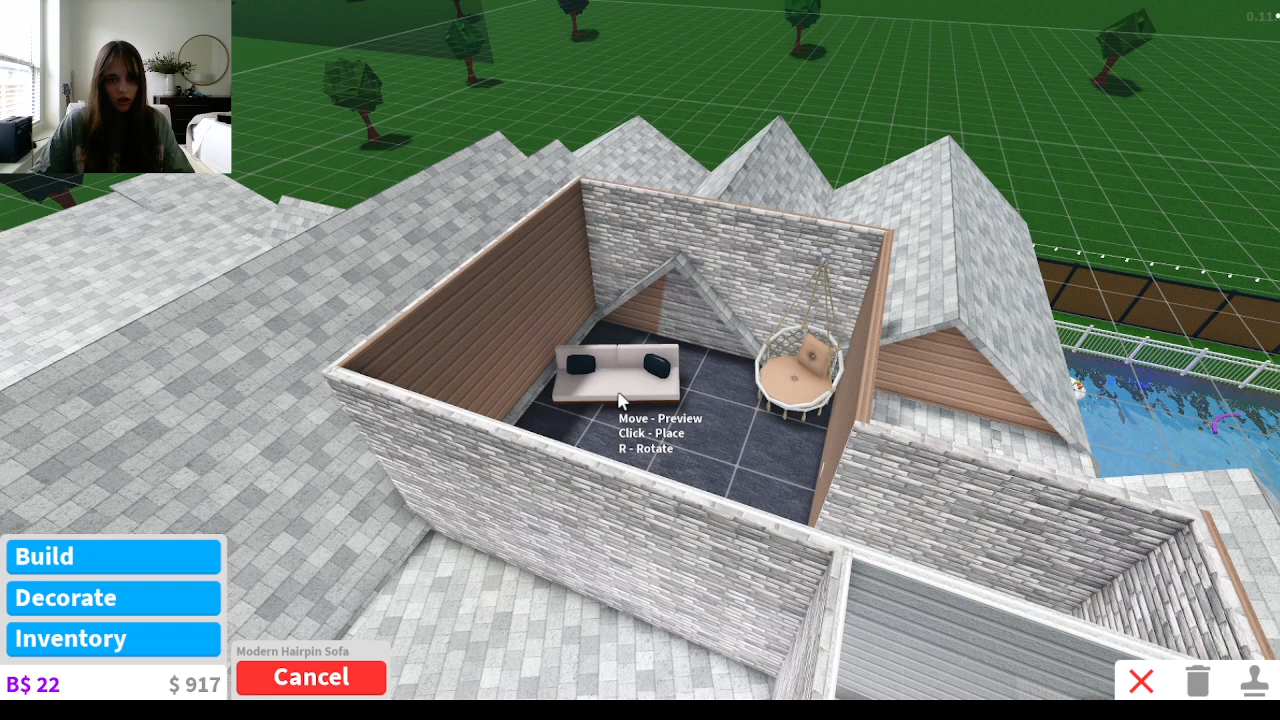 Move - Preview
Click - Place
R - Rotate
Build
Decorate
Inventory
B$ 22
$ 917
Modern Hairpin Sofa
Cancel